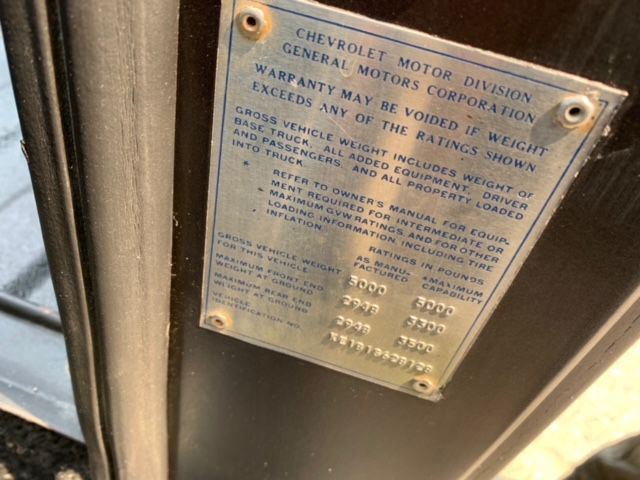 CHEVROLET MOTOR DIVISION
GENERAL MOTORS CORPORATION
WARRANTY MAY BE VOIDED IF WEIGHT
EXCEEDS ANY OF THE RATINGS SHOWN
GROSS VEHICLE WEIGHT INCLUDES WEIGHT OF
BASE TRUCK, ALL ADDED EQUIPMENT, DRIVER
AND PASSENGERS, AND ALL PROPERTY LOADED
INTO TRUCK.
* REFER TO OWNER'S MANUAL FOR EQUIP-
MENT REQUIRED FOR INTERMEDIATE OR
MAXIMUM GVW RATINGS, AND FOR OTHER
LOADING INFORMATION, INCLUDING TIRE
INFLATION.
RATINGS IN POUNDS
AS MANU- *MAXIMUM
FACTURED CAPABILITY
GROSS VEHICLE WEIGHT
FOR THIS VEHICLE 5000 5000
MAXIMUM FRONT END
WEIGHT AT GROUND 2948 3300
MAXIMUM REAR END
WEIGHT AT GROUND 2948 3500
VEHICLE
IDENTIFICATION NO.